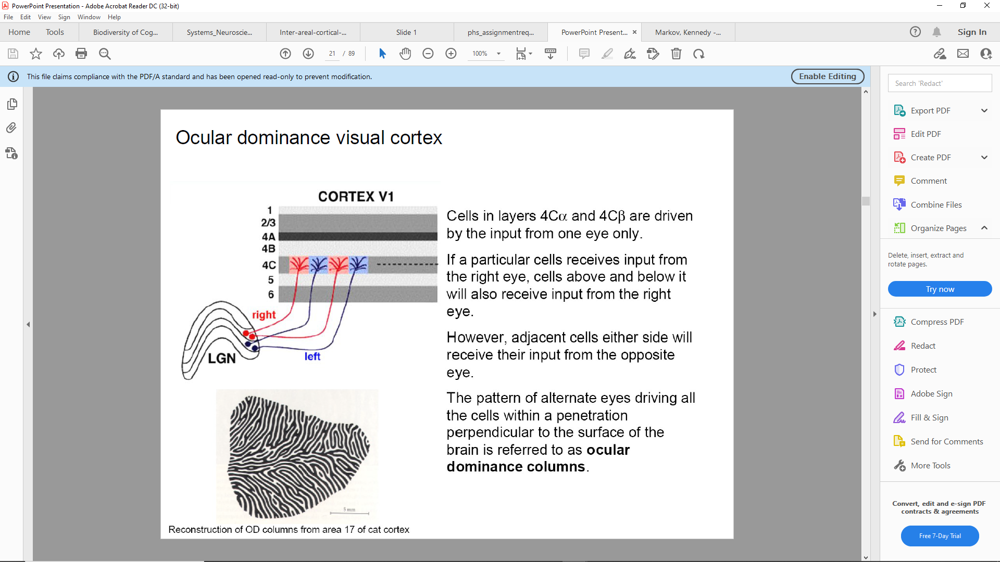 PowerPoint Presentation - Adobe Acrobat Reader DC (32-bit)
File Edit View Sign Window Help
Home Tools Biodiversity of Cog... Systems_Neuroscie... Inter-areal-cortical-... Slide 1 phs_assignmentreq... PowerPoint Present... × Markov, Kennedy -... Sign In
21 / 89 100%
This file claims compliance with the PDF/A standard and has been opened read-only to prevent modification. Enable Editing
Ocular dominance visual cortex
CORTEX V1
1
2/3
4A
4B
4C
5
6
right
LGN
left
Cells in layers 4Cα and 4Cβ are driven
by the input from one eye only.
If a particular cells receives input from
the right eye, cells above and below it
will also receive input from the right
eye.
However, adjacent cells either side will
receive their input from the opposite
eye.
The pattern of alternate eyes driving all
the cells within a penetration
perpendicular to the surface of the
brain is referred to as ocular
dominance columns.
5 mm
Reconstruction of OD columns from area 17 of cat cortex
Search 'Redact'
Export PDF
Edit PDF
Create PDF
Comment
Combine Files
Organize Pages
Delete, insert, extract and
rotate pages.
Try now
Compress PDF
Redact
Protect
Adobe Sign
Fill & Sign
Send for Comments
More Tools
Convert, edit and e-sign PDF
contracts & agreements
Free 7-Day Trial